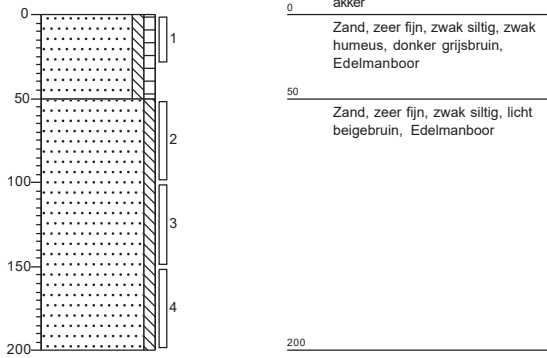 0
50
100
150
200
1
2
3
4
akker
0
Zand, zeer fijn, zwak siltig, zwak
humeus, donker grijsbruin,
Edelmanboor
50
Zand, zeer fijn, zwak siltig, licht
beigebruin, Edelmanboor
200